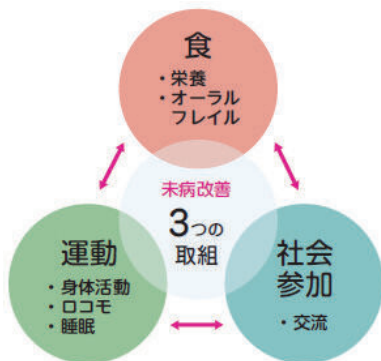 食
・栄養
・オーラル
フレイル
未病改善
3つの
取組
運動
・身体活動
・ロコモ
・睡眠
社会
参加
・交流